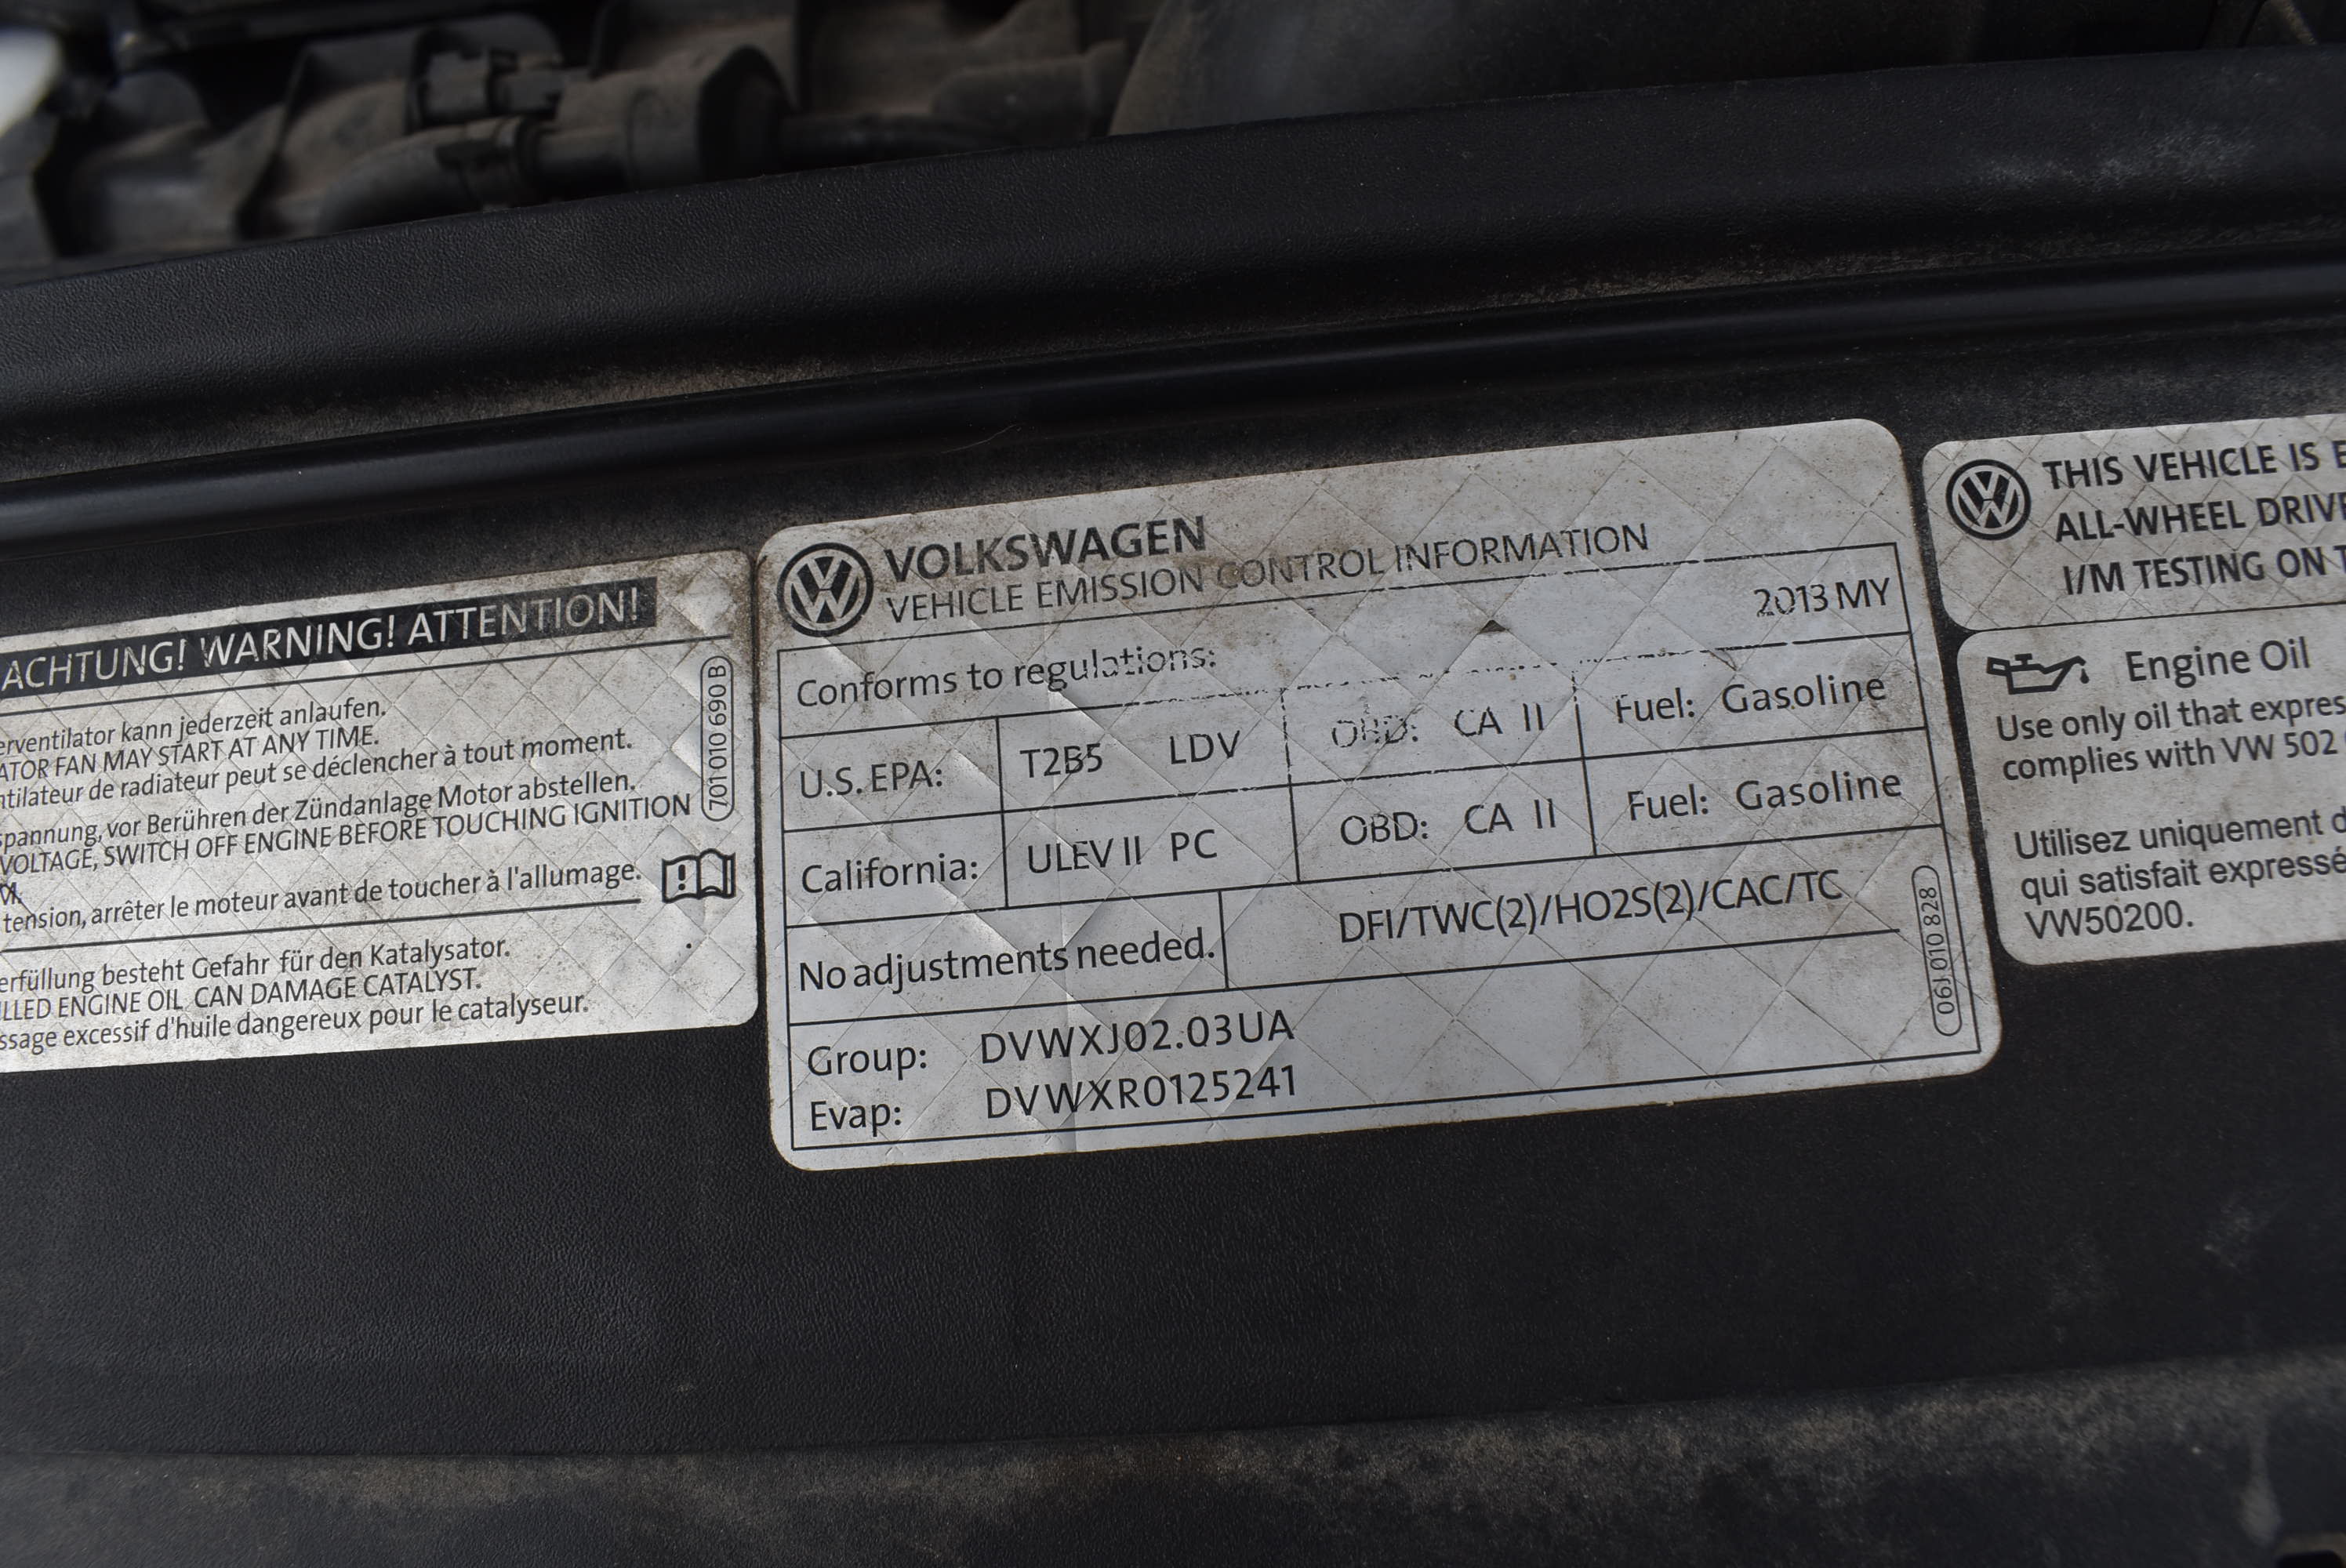 ACHTUNG! WARNING! ATTENTION!
erventilator kann jederzeit anlaufen.
ATOR FAN MAY START AT ANY TIME.
ntilateur de radiateur peut se déclencher à tout moment.
spannung, vor Berühren der Zündanlage Motor abstellen.
VOLTAGE, SWITCH OFF ENGINE BEFORE TOUCHING IGNITION
M.
tension, arrêter le moteur avant de toucher à l'allumage.
erfüllung besteht Gefahr für den Katalysator.
ILLED ENGINE OIL CAN DAMAGE CATALYST.
ssage excessif d'huile dangereux pour le catalyseur.
701 010 690 B
VOLKSWAGEN
VEHICLE EMISSION CONTROL INFORMATION
2013 MY
Conforms to regulations:
U.S. EPA: T2B5 LDV OBD: CA II Fuel: Gasoline
California: ULEV II PC OBD: CA II Fuel: Gasoline
No adjustments needed. DFI/TWC(2)/HO2S(2)/CAC/TC
Group: DVWXJ02.03UA
Evap: DVWXR0125241
06J 010 828
THIS VEHICLE IS E
ALL-WHEEL DRIV
I/M TESTING ON T
Engine Oil
Use only oil that expres
complies with VW 502
Utilisez uniquement d
qui satisfait expressé
VW50200.